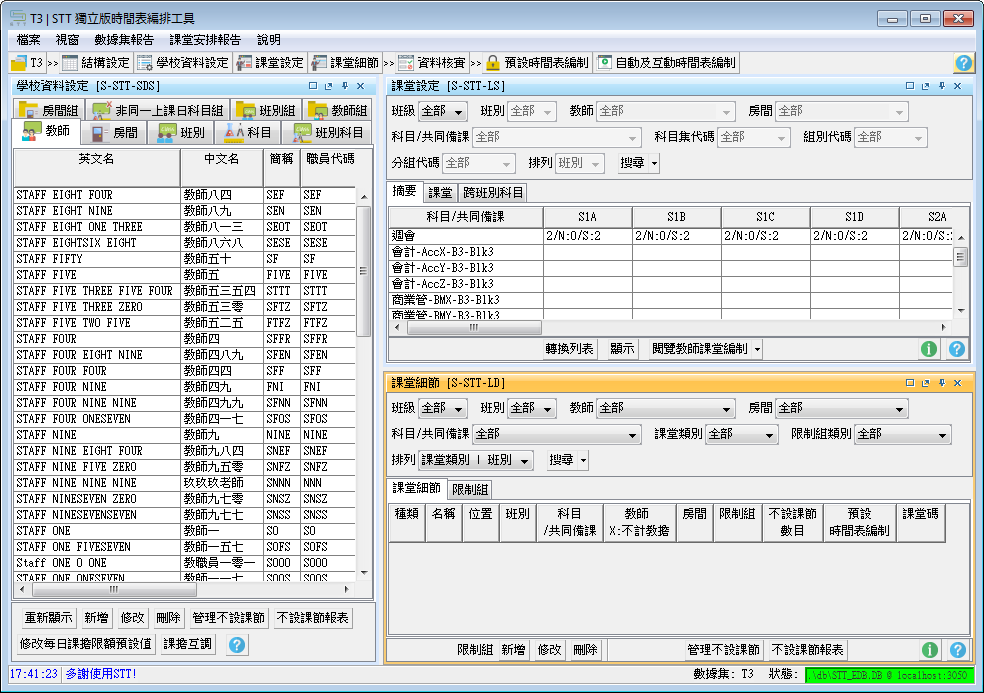 T3 | STT 獨立版時間表編排工具
檔案 視窗 數據集報告 課堂安排報告 說明
T3 >> 結構設定 學校資料設定 課堂設定 課堂細節 >> 資料核實 >> 預設時間表編制 自動及互動時間表編制
學校資料設定 [S-STT-SDS]
房間組 非同一上課日科目組 班別組 教師組
教師 房間 班別 科目 班別科目
英文名 中文名 簡稱 職員代碼
STAFF EIGHT FOUR 教師八四 SEF SEF
STAFF EIGHT NINE 教師八九 SEN SEN
STAFF EIGHT ONE THREE 教師八一三 SEOT SEOT
STAFF EIGHTSIX EIGHT 教師八六八 SESE SESE
STAFF FIFTY 教師五十 SF SF
STAFF FIVE 教師五 FIVE FIVE
STAFF FIVE THREE FIVE FOUR 教師五三五四 STTT STTT
STAFF FIVE THREE ZERO 教師五三零 SFTZ SFTZ
STAFF FIVE TWO FIVE 教師五二五 FTFZ FTFZ
STAFF FOUR 教師四 SFFR SFFR
STAFF FOUR EIGHT NINE 教師四八九 SFEN SFEN
STAFF FOUR FOUR 教師四四 SFF SFF
STAFF FOUR NINE 教師四九 FNI FNI
STAFF FOUR NINE NINE 教師四九九 SFNN SFNN
STAFF FOUR ONESEVEN 教師四一七 SFOS SFOS
STAFF NINE 教師九 NINE NINE
STAFF NINE EIGHT FOUR 教師九八四 SNEF SNEF
STAFF NINE FIVE ZERO 教師九五零 SNFZ SNFZ
STAFF NINE NINE NINE 玖玖玖老師 SNNN NNN
STAFF NINESEVEN ZERO 教師九七零 SNSZ SNSZ
STAFF NINESEVENSEVEN 教師九七七 SNSS SNSS
STAFF ONE 教師一 SO SO
STAFF ONE FIVESEVEN 教師一五七 SOFS SOFS
Staff ONE O ONE 教職員一零一 SOOO SOOO
STAFF ONE ONESEVEN 教師一一七 SOOS SOOS
重新顯示 新增 修改 刪除 管理不設課節 不設課節報表
修改每日課擔限額預設值 課擔互調
課堂設定 [S-STT-LS]
班級 全部 班別 全部 教師 全部 房間 全部
科目/共同備課 全部 科目集代碼 全部 組別代碼 全部
分組代碼 全部 排列 班別 搜尋
摘要 課堂 跨班別科目
科目/共同備課 S1A S1B S1C S1D S2A
週會 2/N:0/S:2 2/N:0/S:2 2/N:0/S:2 2/N:0/S:2 2/N:0/S:
會計-AccX-B3-Blk3
會計-AccY-B3-Blk3
會計-AccZ-B3-Blk3
商業管-BMX-B3-Blk3
商業管-BMY-B3-Blk3
轉換列表 顯示 閱覽教師課堂編制
課堂細節 [S-STT-LD]
班級 全部 班別 全部 教師 全部 房間 全部
科目/共同備課 全部 課堂類別 全部 限制組類別 全部
排列 課堂類別 | 班別 搜尋
課堂細節 限制組
種類 名稱 位置 班別 科目 教師 房間 限制組 不設課節 預設 課堂碼
/共同備課 X:不計教擔 數目 時間表編制
限制組 新增 修改 刪除 管理不設課節 不設課節報表
17:41:23 多謝使用STT! 數據集: T3 狀態: .\db\STT_EDB.DB @ localhost:3050